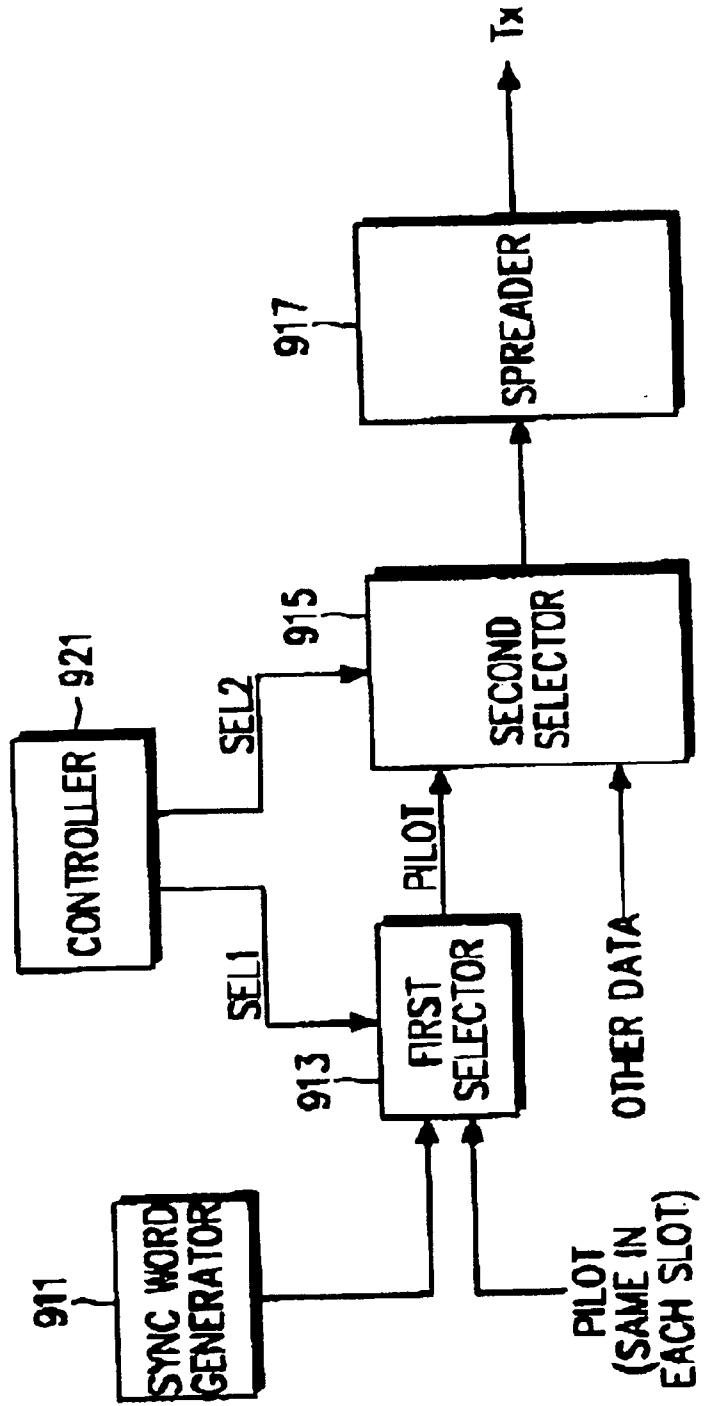 911
SYNC WORD
GENERATOR
PILOT
(SAME IN
EACH SLOT)
CONTROLLER
921
SEL1
SEL2
913
FIRST
SELECTOR
PILOT
OTHER DATA
915
SECOND
SELECTOR
917
SPREADER
Tx